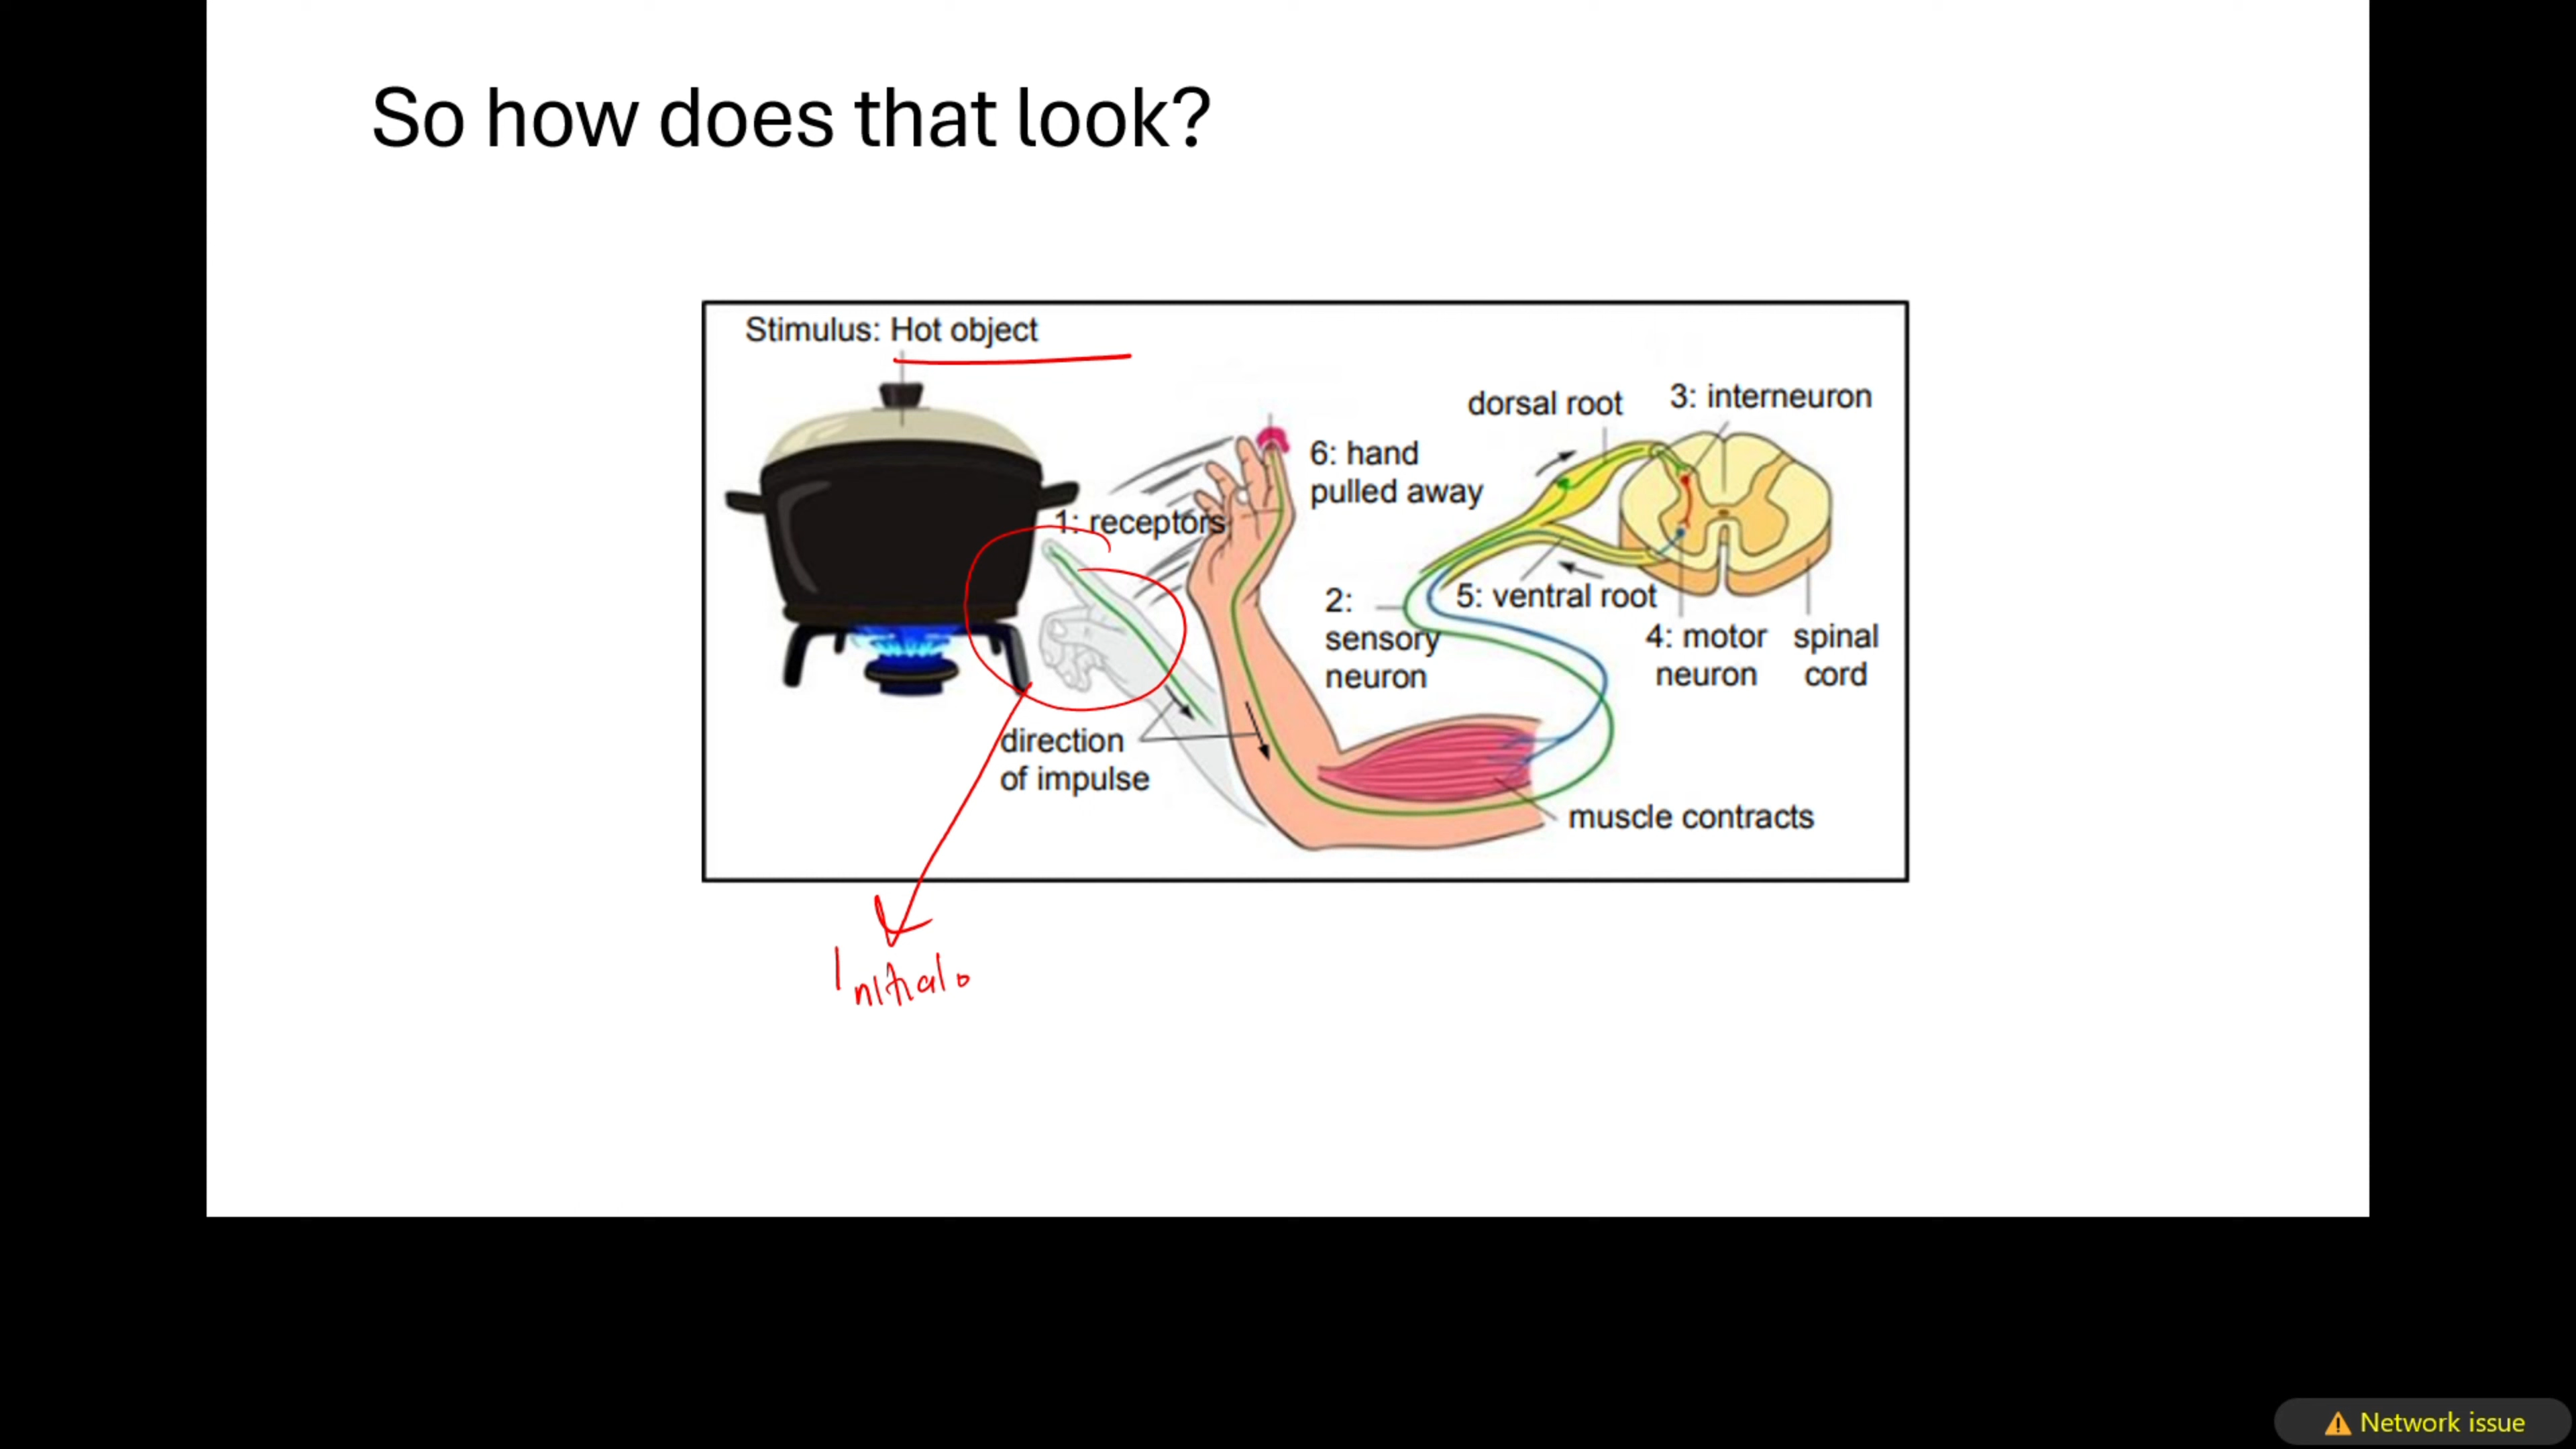 So how does that look?
Stimulus: Hot object
dorsal root
3: interneuron
6: hand
pulled away
1: receptors
2:
sensory
neuron
5: ventral root
4: motor
neuron
spinal
cord
direction
of impulse
muscle contracts
Initial.
Network issue